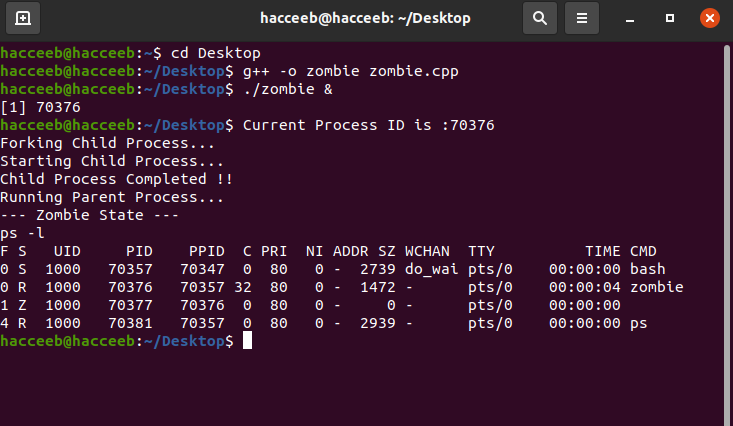 hacceeb@hacceeb: ~/Desktop
hacceeb@hacceeb:~$ cd Desktop
hacceeb@hacceeb:~/Desktop$ g++ -o zombie zombie.cpp
hacceeb@hacceeb:~/Desktop$ ./zombie &
[1] 70376
hacceeb@hacceeb:~/Desktop$ Current Process ID is :70376
Forking Child Process...
Starting Child Process...
Child Process Completed !!
Running Parent Process...
--- Zombie State ---
ps -l
F S   UID     PID    PPID  C PRI  NI ADDR SZ WCHAN  TTY          TIME CMD
0 S  1000   70357   70347  0  80   0 -  2739 do_wai pts/0    00:00:00 bash
0 R  1000   70376   70357 32  80   0 -  1472 -      pts/0    00:00:04 zombie
1 Z  1000   70377   70376  0  80   0 -     0 -      pts/0    00:00:00
4 R  1000   70381   70357  0  80   0 -  2939 -      pts/0    00:00:00 ps
hacceeb@hacceeb:~/Desktop$